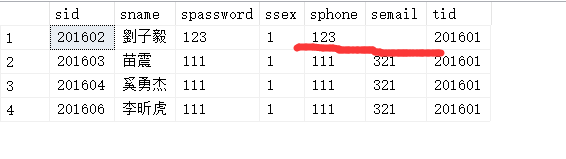 sid sname spassword ssex sphone semail tid
1 201602 劉子毅 123 1 123 201601
2 201603 苗震 111 1 111 321 201601
3 201604 奚勇杰 111 1 111 321 201601
4 201606 李昕虎 111 1 111 321 201601